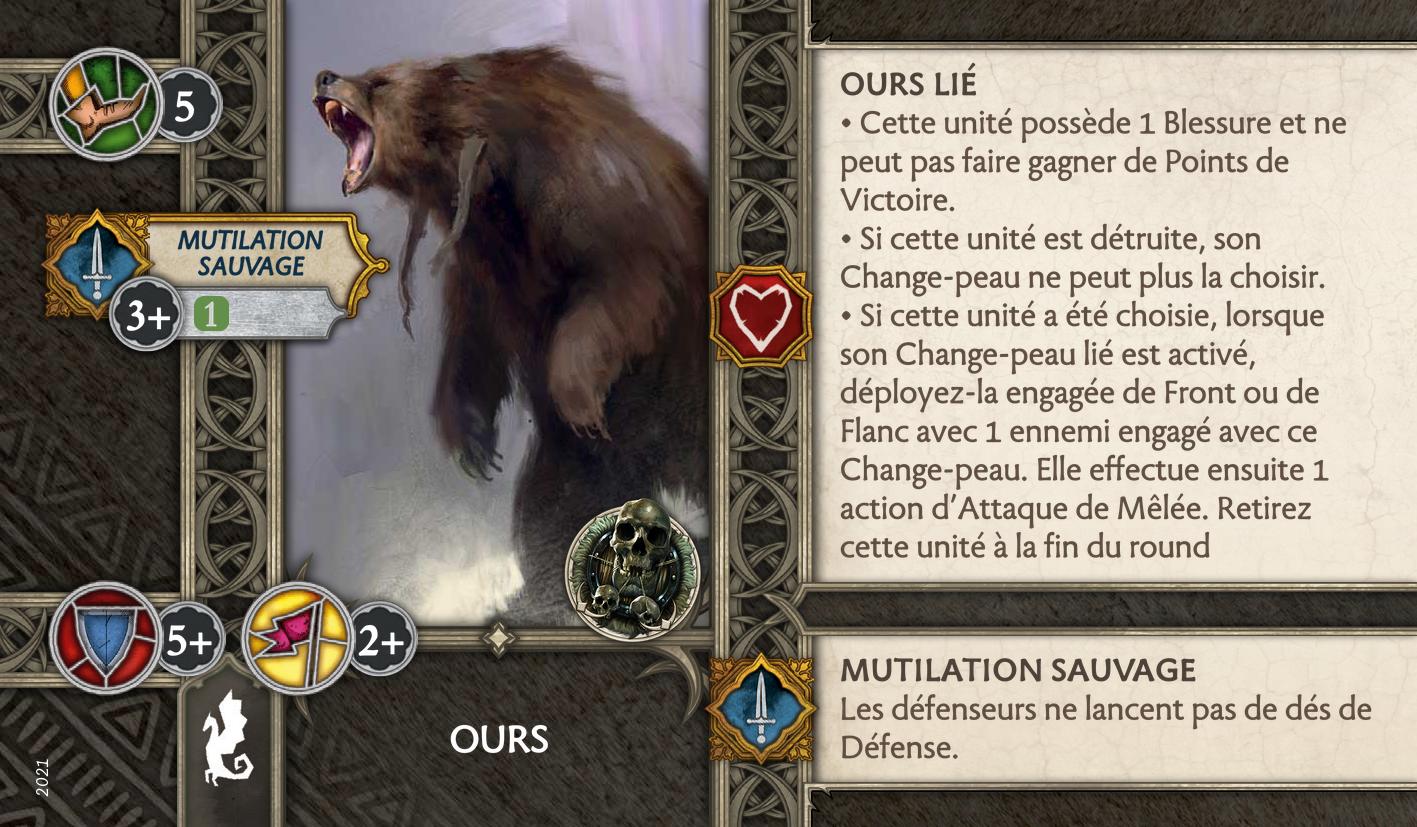 5
MUTILATION
SAUVAGE
3+
1
5+
2+
OURS
2021
OURS LIÉ
• Cette unité possède 1 Blessure et ne
peut pas faire gagner de Points de
Victoire.
• Si cette unité est détruite, son
Change-peau ne peut plus la choisir.
• Si cette unité a été choisie, lorsque
son Change-peau lié est activé,
déployez-la engagée de Front ou de
Flanc avec 1 ennemi engagé avec ce
Change-peau. Elle effectue ensuite 1
action d'Attaque de Mêlée. Retirez
cette unité à la fin du round
MUTILATION SAUVAGE
Les défenseurs ne lancent pas de dés de
Défense.